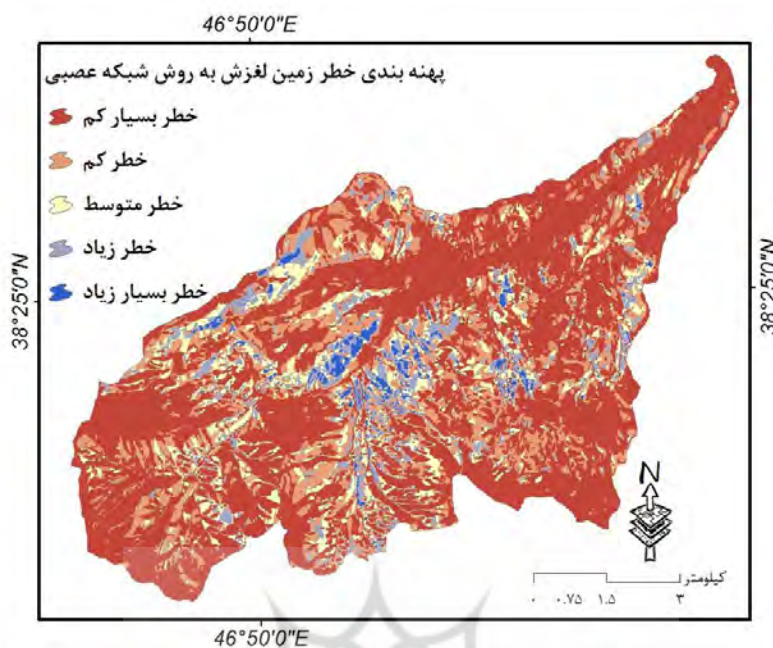 46°50'0"E
پهنه بندی خطر زمین لغزش به روش شبکه عصبی
خطر بسیار کم
خطر کم
خطر متوسط
خطر زیاد
خطر بسیار زیاد
38°25'0"N
38°25'0"N
N
کیلومتر
۰ ۰.۷۵ ۱.۵ ۳
46°50'0"E